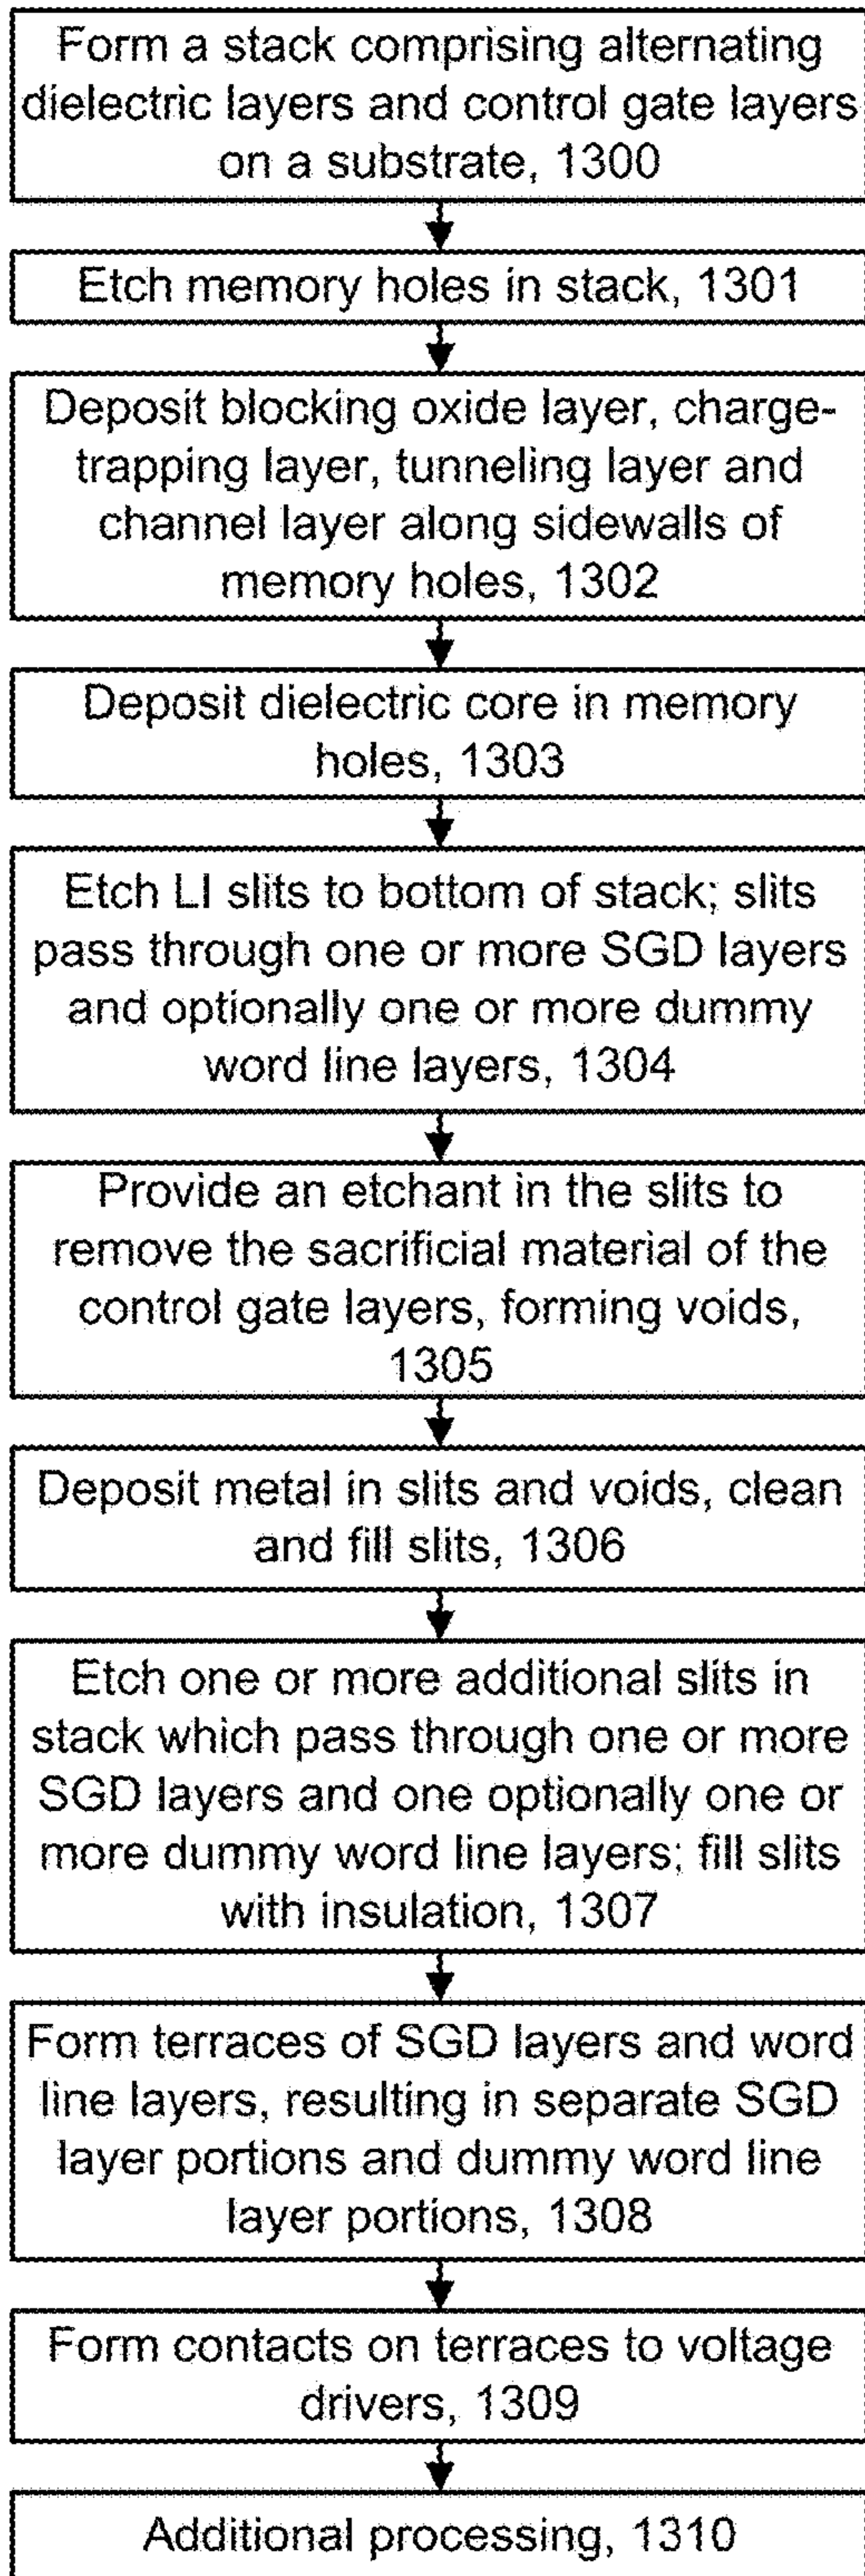 Form a stack comprising alternating
dielectric layers and control gate layers
on a substrate, 1300
Etch memory holes in stack, 1301
Deposit blocking oxide layer, charge-
trapping layer, tunneling layer and
channel layer along sidewalls of
memory holes, 1302
Deposit dielectric core in memory
holes, 1303
Etch LI slits to bottom of stack; slits
pass through one or more SGD layers
and optionally one or more dummy
word line layers, 1304
Provide an etchant in the slits to
remove the sacrificial material of the
control gate layers, forming voids,
1305
Deposit metal in slits and voids, clean
and fill slits, 1306
Etch one or more additional slits in
stack which pass through one or more
SGD layers and one optionally one or
more dummy word line layers; fill slits
with insulation, 1307
Form terraces of SGD layers and word
line layers, resulting in separate SGD
layer portions and dummy word line
layer portions, 1308
Form contacts on terraces to voltage
drivers, 1309
Additional processing, 1310